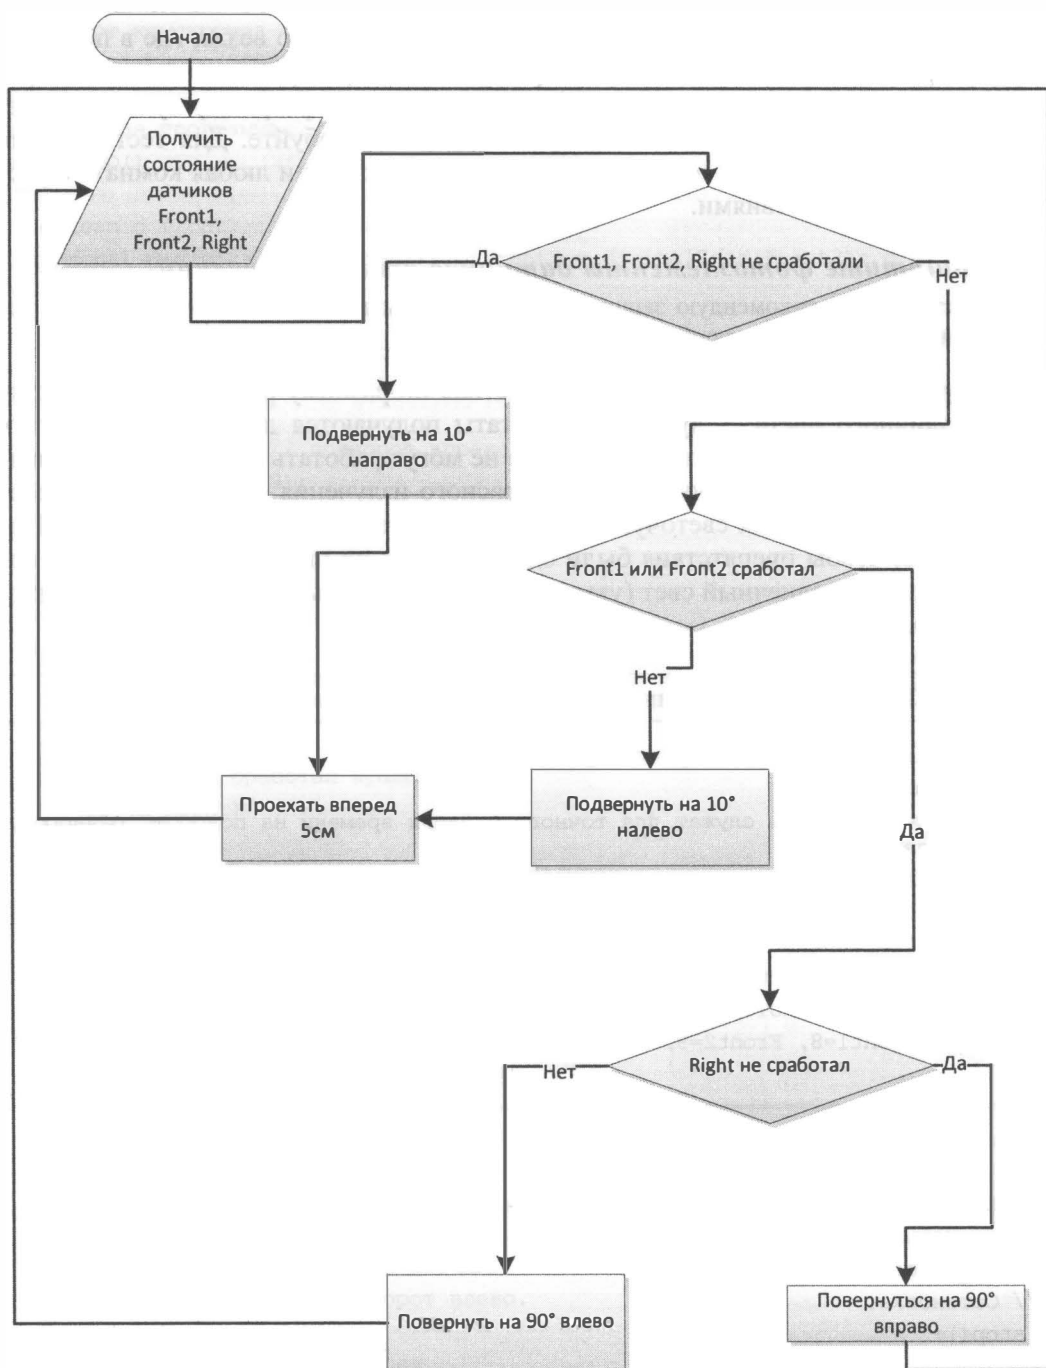 Начало
Получить
состояние
датчиков
Front1,
Front2, Right
Front1, Front2, Right не сработали
Да
Нет
Подвернуть на 10°
направо
Front1 или Front2 сработал
Нет
Проехать вперед
5см
Подвернуть на 10°
налево
Да
Right не сработал
Нет
Да
Повернуть на 90° влево
Повернуться на 90°
вправо